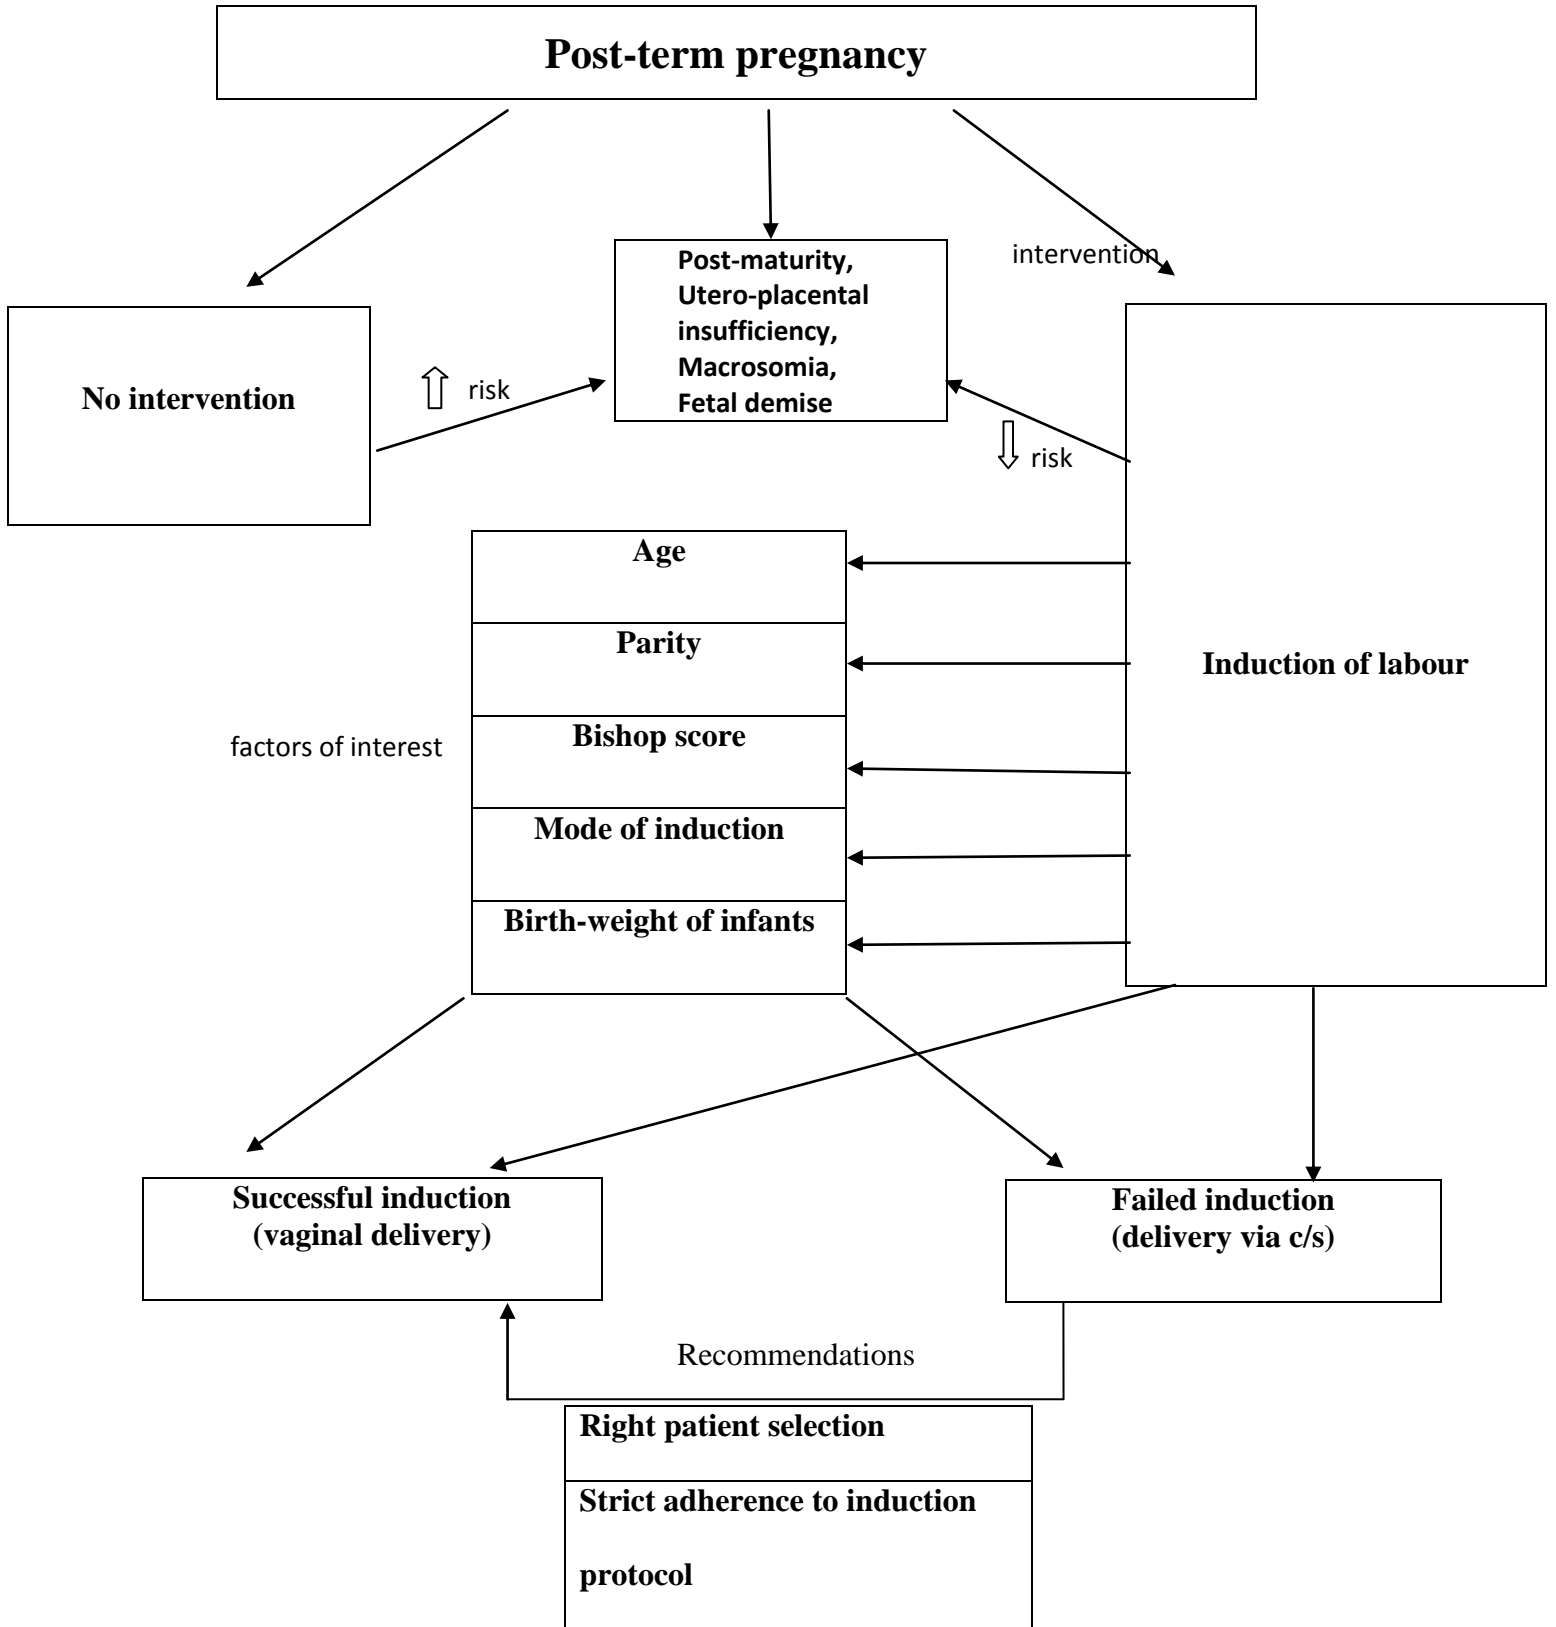 Post-term pregnancy
intervention
Post-maturity,
Utero-placental
insufficiency,
Macrosomia,
Fetal demise
No intervention
risk
risk
Age
Parity
Induction of labour
factors of interest
Bishop score
Mode of induction
Birth-weight of infants
Successful induction
(vaginal delivery)
Failed induction
(delivery via c/s)
Recommendations
Right patient selection
Strict adherence to induction
protocol